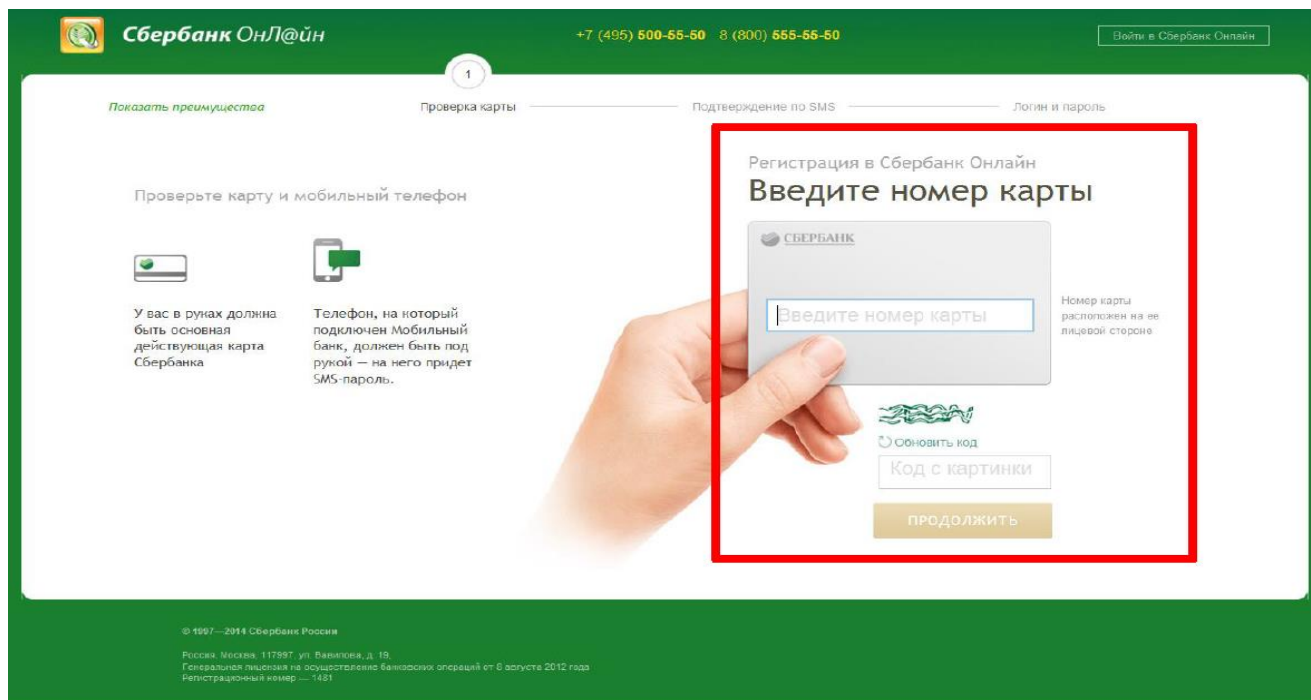 Сбербанк ОнЛ@йн
+7 (495) 500-55-50 8 (800) 555-55-50
Войти в Сбербанк Онлайн
1
Показать преимущества
Проверка карты
Подтверждение по SMS
Логин и пароль
Проверьте карту и мобильный телефон
У вас в руках должна
быть основная
действующая карта
Сбербанка
Телефон, на который
подключен Мобильный
банк, должен быть под
рукой — на него придет
SMS-пароль.
Регистрация в Сбербанк Онлайн
Введите номер карты
СБЕРБАНК
Введите номер карты
Номер карты
расположен на ее
лицевой стороне
Обновить код
Код с картинки
ПРОДОЛЖИТЬ
© 1997—2014 Сбербанк России
Россия, Москва, 117997, ул. Вавилова, д. 19,
Генеральная лицензия на осуществление банковских операций от 8 августа 2012 года
Регистрационный номер — 1481